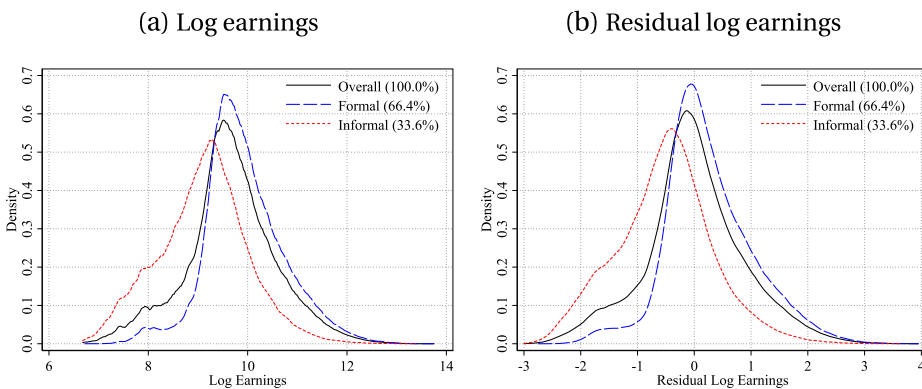 (a) Log earnings
0.7
0.6
0.5
0.4
0.3
0.2
0.1
0.0
Density
Overall (100.0%)
Formal (66.4%)
Informal (33.6%)
6 8 10 12 14
Log Earnings
(b) Residual log earnings
0.7
0.6
0.5
0.4
0.3
0.2
0.1
0.0
Density
Overall (100.0%)
Formal (66.4%)
Informal (33.6%)
-3 -2 -1 0 1 2 3 4
Residual Log Earnings